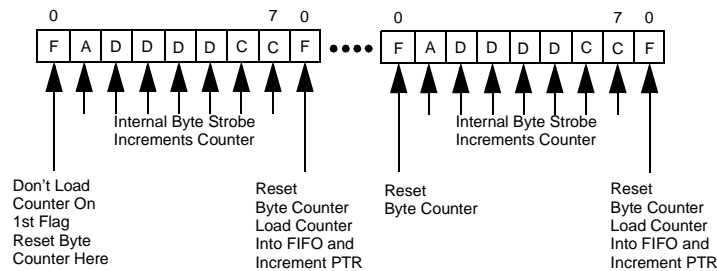 0 7 0 0 7 0
F A D D D D C C F •••• F A D D D D C C F
Internal Byte Strobe
Increments Counter
Internal Byte Strobe
Increments Counter
Don't Load
Counter On
1st Flag
Reset Byte
Counter Here
Reset
Byte Counter
Load Counter
Into FIFO and
Increment PTR
Reset
Byte Counter
Reset
Byte Counter
Load Counter
Into FIFO and
Increment PTR